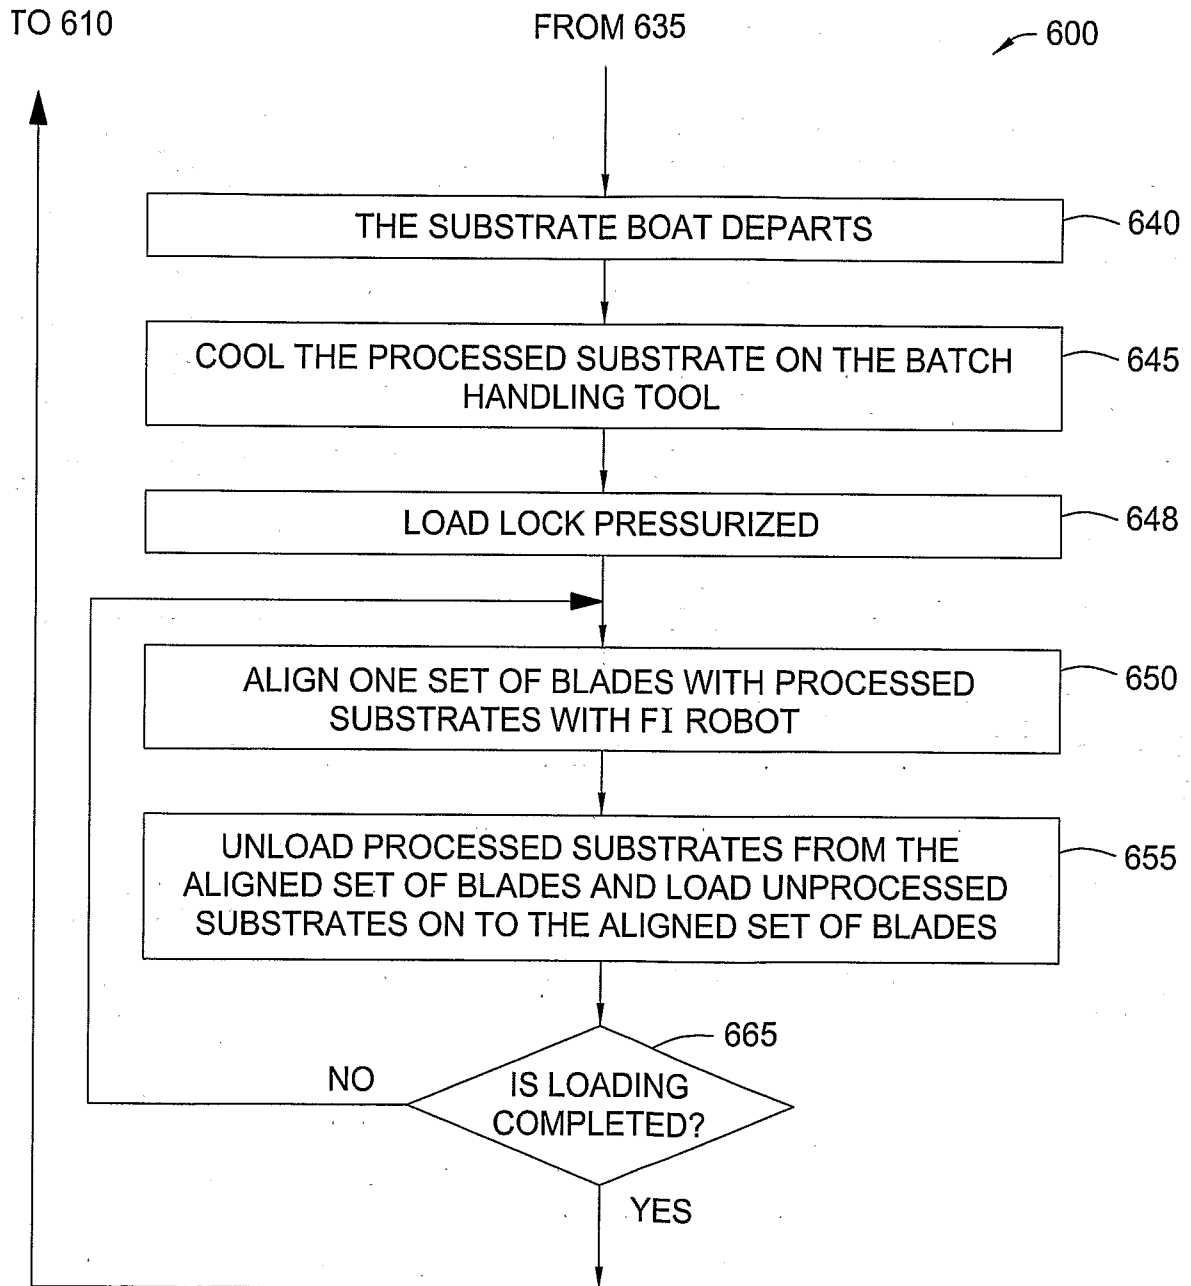 TO 610
FROM 635
600
THE SUBSTRATE BOAT DEPARTS
640
COOL THE PROCESSED SUBSTRATE ON THE BATCH
HANDLING TOOL
645
LOAD LOCK PRESSURIZED
648
ALIGN ONE SET OF BLADES WITH PROCESSED
SUBSTRATES WITH FI ROBOT
650
UNLOAD PROCESSED SUBSTRATES FROM THE
ALIGNED SET OF BLADES AND LOAD UNPROCESSED
SUBSTRATES ON TO THE ALIGNED SET OF BLADES
655
665
NO
IS LOADING
COMPLETED?
YES